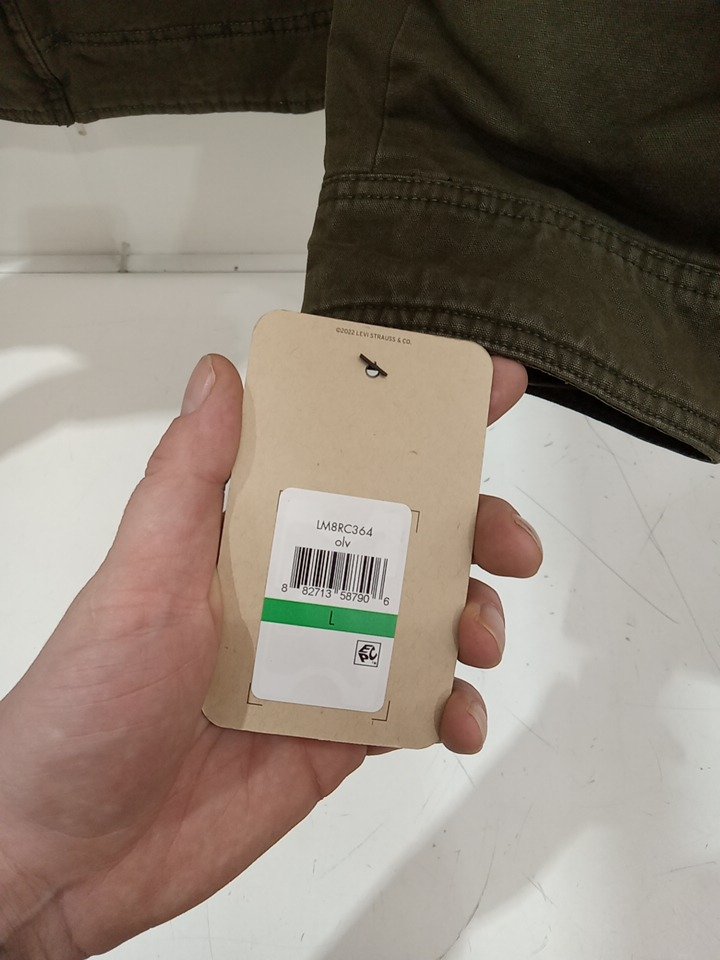 ©2022 LEVI STRAUSS & CO.
LM8RC364
olv
8 82713 58790 6
L